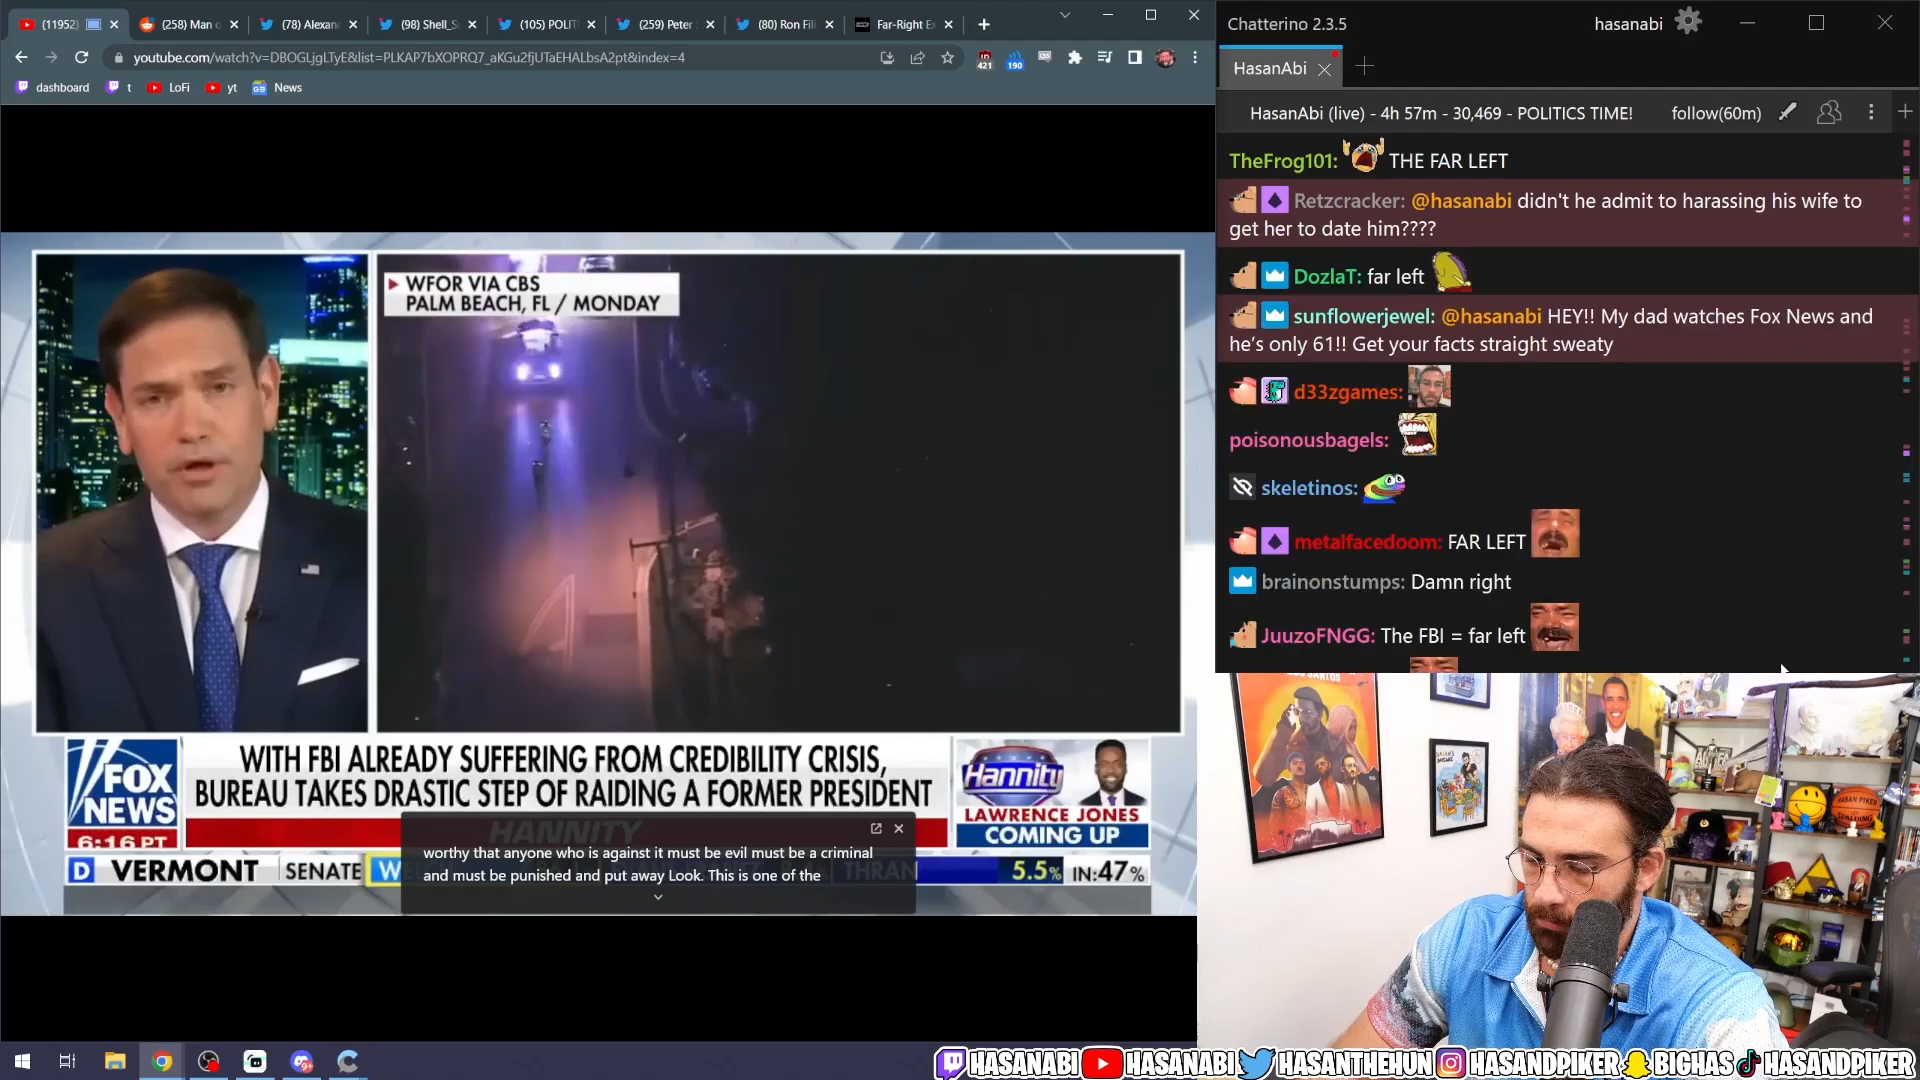 (11952)
(258) Man o
(78) Alexan
(98) Shell_S
(105) POLIT
(259) Peter
(80) Ron Fili
Far-Right E
youtube.com/watch?v=DBOGLjgLTyE&list=PLKAP7bXOPRQ7_aKGu2fjUTaEHALbsA2pt&index=4
421
190
dashboard
t
LoFi
yt
News
WFOR VIA CBS
PALM BEACH, FL / MONDAY
FOX
NEWS
6:16 PT
WITH FBI ALREADY SUFFERING FROM CREDIBILITY CRISIS,
BUREAU TAKES DRASTIC STEP OF RAIDING A FORMER PRESIDENT
HANNITY
Hannity
LAWRENCE JONES
COMING UP
worthy that anyone who is against it must be evil must be a criminal
and must be punished and put away Look. This is one of the
D VERMONT SENATE
THRAN 5.5% IN:47%
Chatterino 2.3.5
hasanabi
HasanAbi
HasanAbi (live) - 4h 57m - 30,469 - POLITICS TIME!
follow(60m)
TheFrog101: THE FAR LEFT
Retzcracker: @hasanabi didn't he admit to harassing his wife to
get her to date him????
DozlaT: far left
sunflowerjewel: @hasanabi HEY!! My dad watches Fox News and
he's only 61!! Get your facts straight sweaty
d33zgames:
poisonousbagels:
skeletinos:
metalfacedoom: FAR LEFT
brainonstumps: Damn right
JuuzoFNGG: The FBI = far left
HASAN PIKER
HASANABI
HASANABI
HASANTHEHUN
HASANDPIKER
BIGHAS
HASANDPIKER